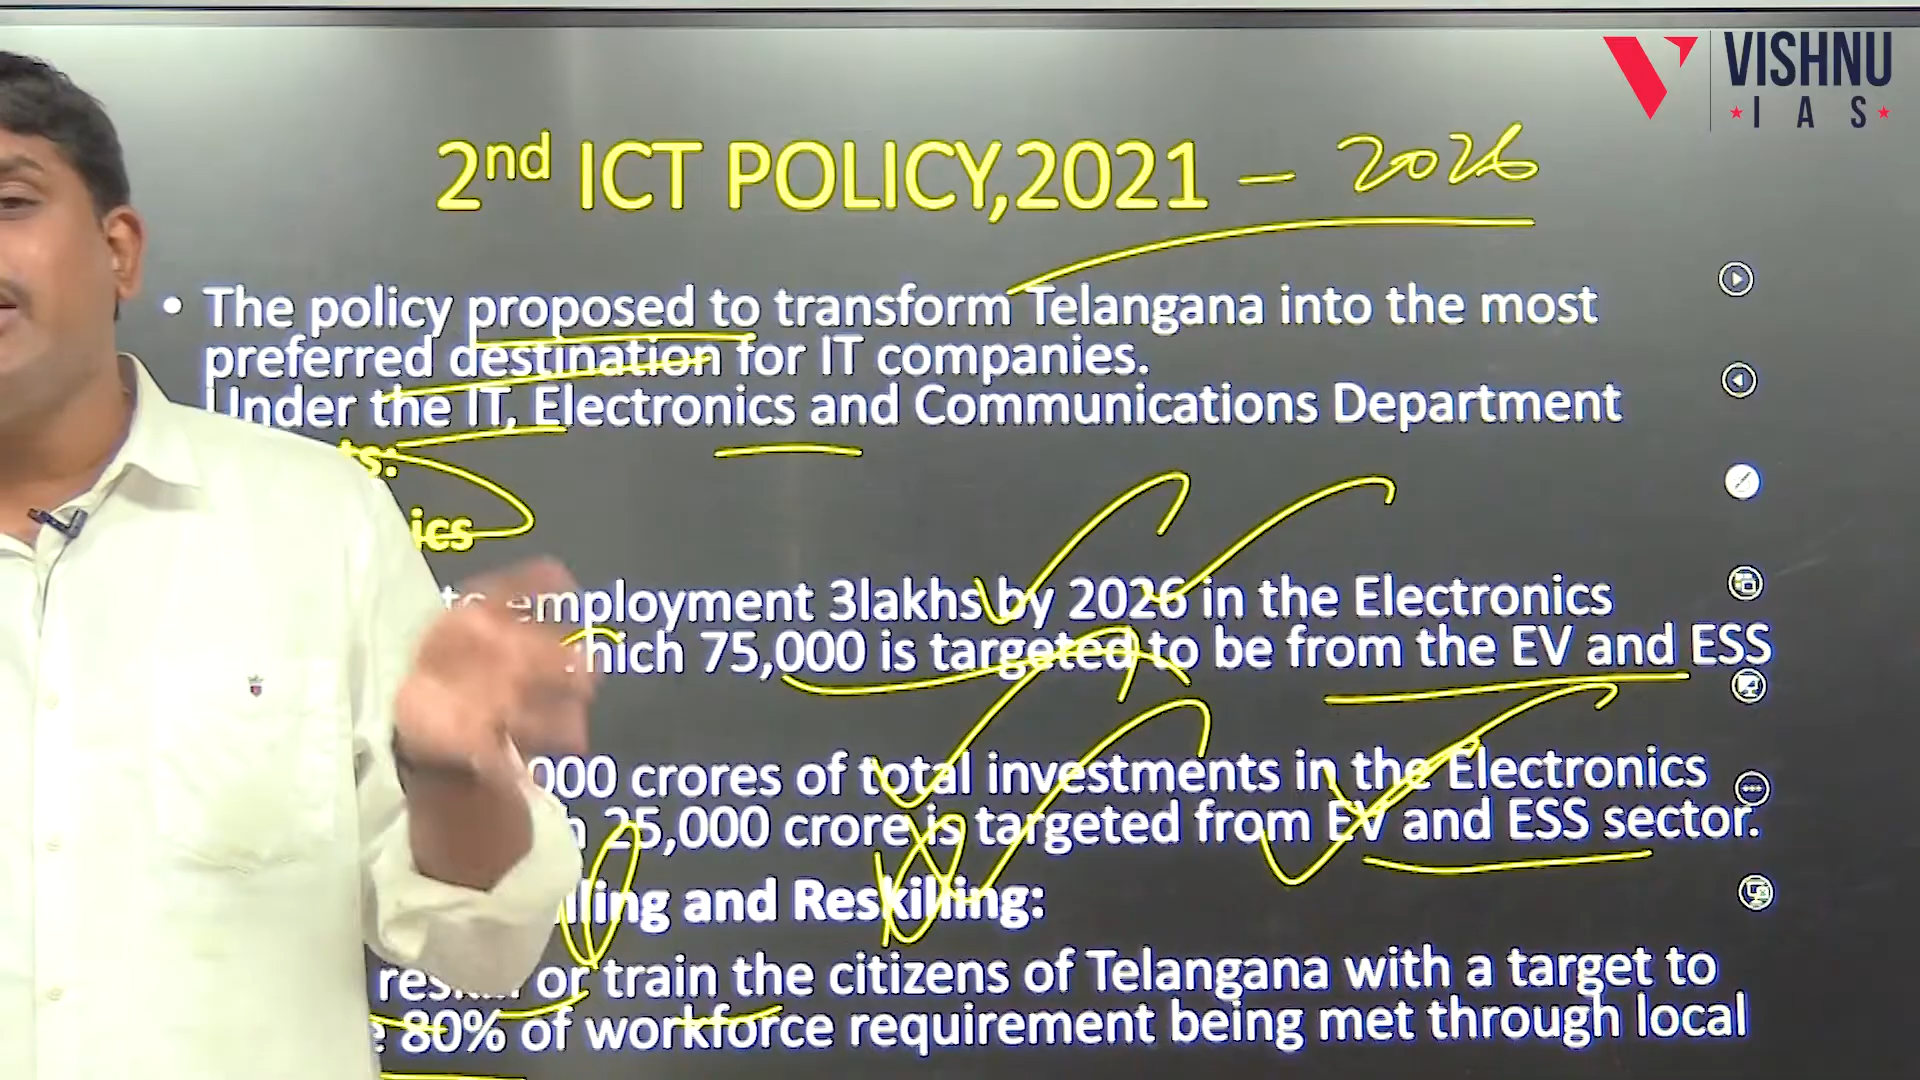 VISHNU
IAS
2nd ICT POLICY,2021 – 2026
• The policy proposed to transform Telangana into the most
preferred destination for IT companies.
Under the IT, Electronics and Communications Department
employment 3lakhs by 2026 in the Electronics
which 75,000 is targeted to be from the EV and ESS
000 crores of total investments in the Electronics
25,000 crore is targeted from EV and ESS sector.
and Reskilling:
or train the citizens of Telangana with a target to
80% of workforce requirement being met through local